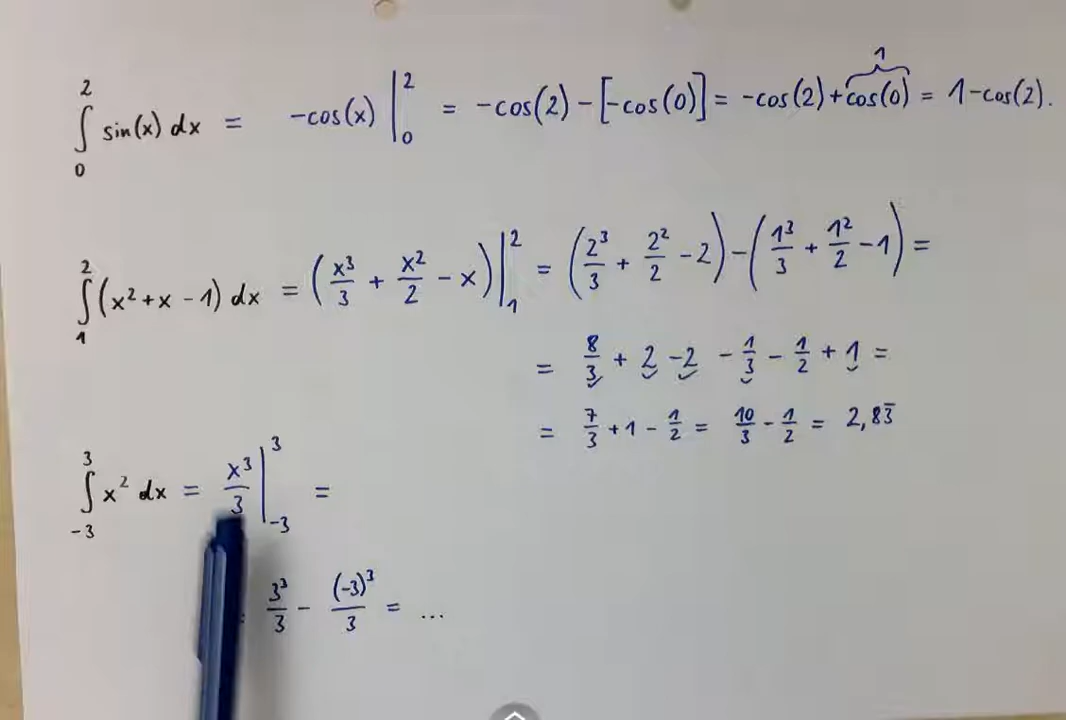 ∫₀² sin(x) dx = -cos(x) |₀² = -cos(2) - [-cos(0)] = -cos(2) + cos(0) = 1 - cos(2).
1
∫₁² (x² + x - 1) dx = (x³/3 + x²/2 - x) |₁² = (2³/3 + 2²/2 - 2) - (1³/3 + 1²/2 - 1) =
= 8/3 + 2 - 2 - 1/3 - 1/2 + 1 =
= 7/3 + 1 - 1/2 = 10/3 - 1/2 = 2,83̅
∫₋₃³ x² dx = x³/3 |₋₃³ =
3³/3 - (-3)³/3 = ...